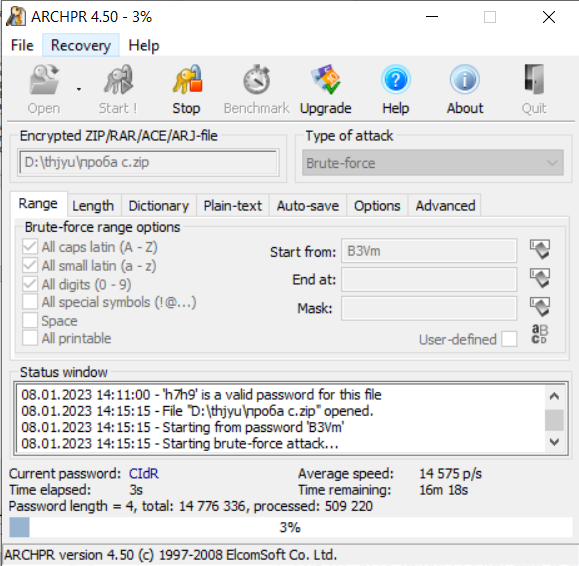 ARCHPR 4.50 - 3%
File Recovery Help
Open Start ! Stop Benchmark Upgrade Help About Quit
Encrypted ZIP/RAR/ACE/ARJ-file
D:\thjyu\проба c.zip
Type of attack
Brute-force
Range Length Dictionary Plain-text Auto-save Options Advanced
Brute-force range options
All caps latin (A - Z)
All small latin (a - z)
All digits (0 - 9)
All special symbols (!@...)
Space
All printable
Start from: B3Vm
End at:
Mask:
User-defined
aB
cD
Status window
08.01.2023 14:11:00 - 'h7h9' is a valid password for this file
08.01.2023 14:15:15 - File "D:\thjyu\проба c.zip" opened.
08.01.2023 14:15:15 - Starting from password 'B3Vm'
08.01.2023 14:15:15 - Starting brute-force attack...
Current password: CIdR Average speed: 14 575 p/s
Time elapsed: 3s Time remaining: 16m 18s
Password length = 4, total: 14 776 336, processed: 509 220
3%
ARCHPR version 4.50 (c) 1997-2008 ElcomSoft Co. Ltd.